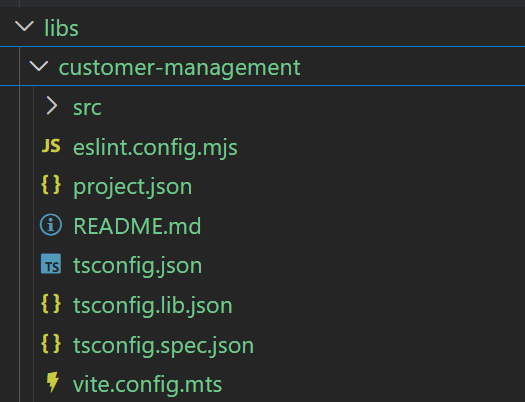 libs
customer-management
src
JS eslint.config.mjs
{} project.json
README.md
TS tsconfig.json
{} tsconfig.lib.json
{} tsconfig.spec.json
vite.config.mts